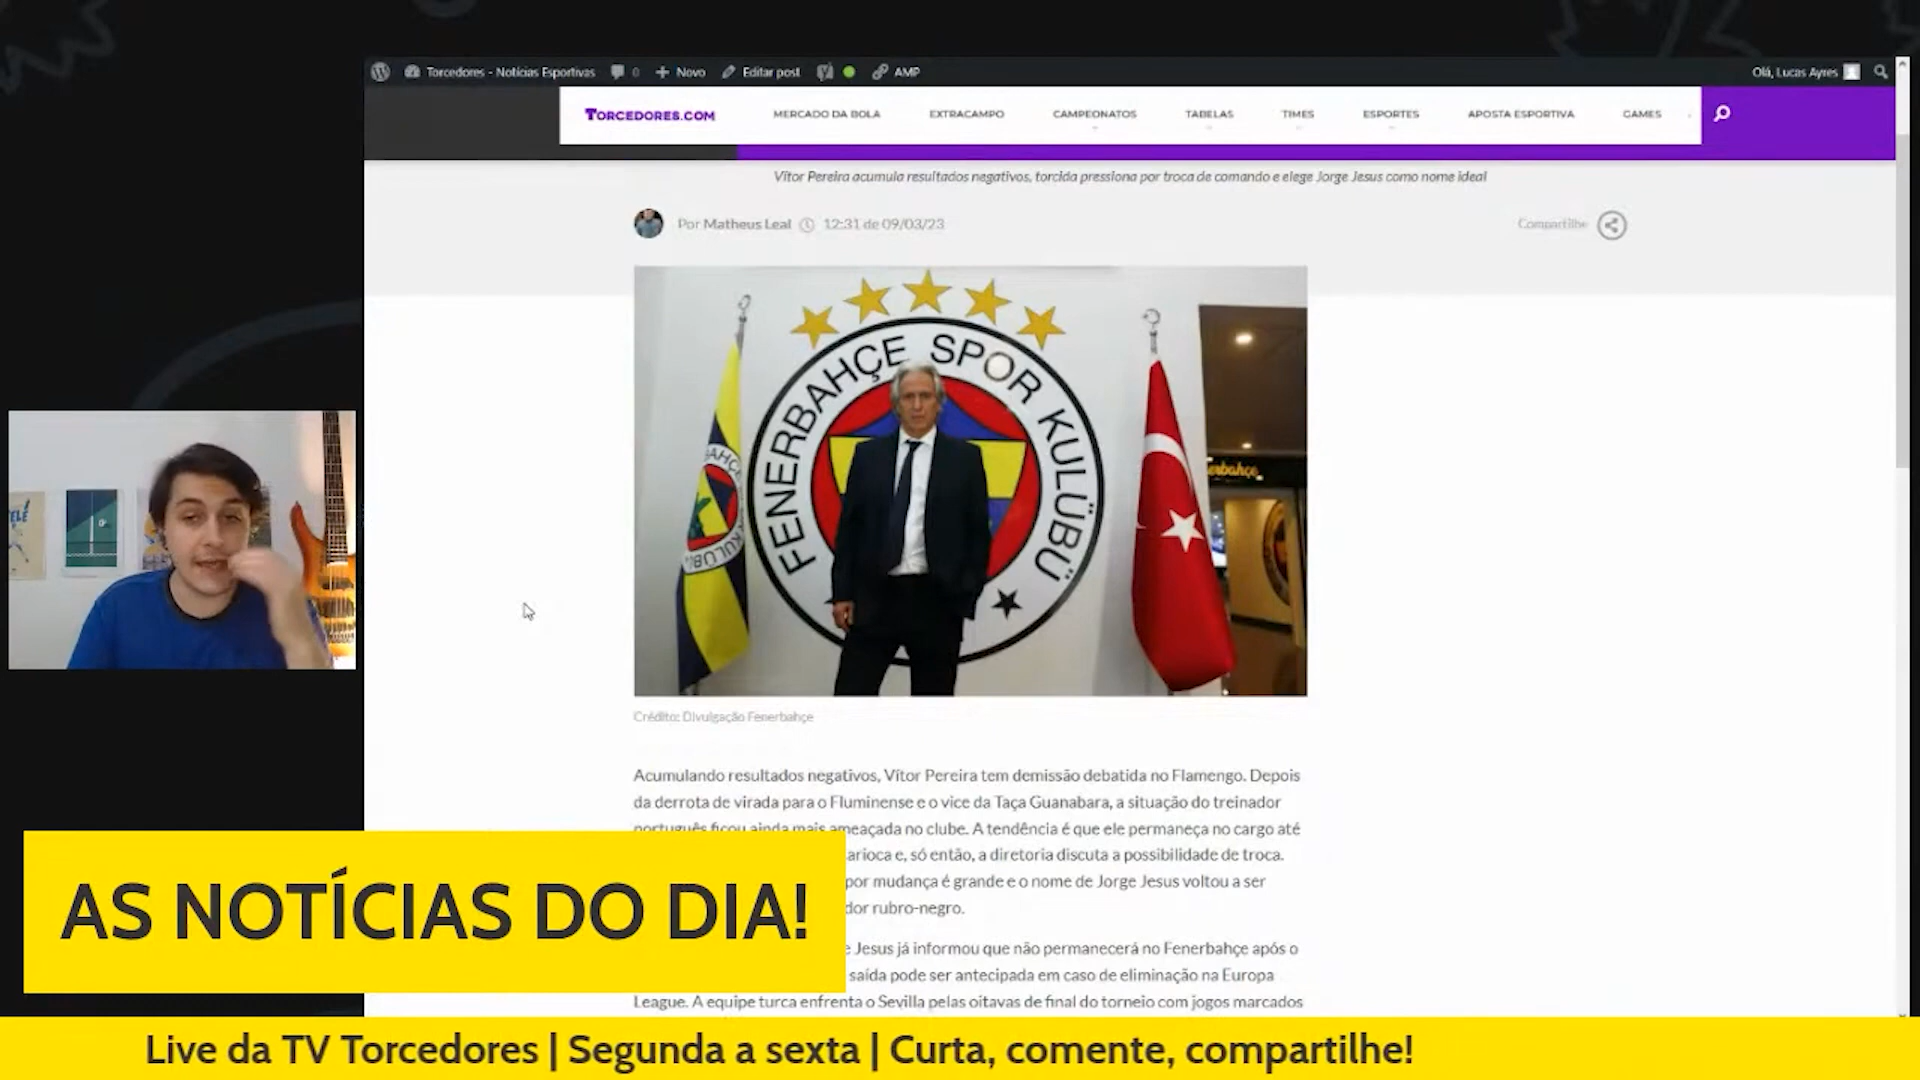 Torcedores - Notícias Esportivas 0 Novo Editar post AMP Olá, Lucas Ayres
TORCEDORES.COM MERCADO DA BOLA EXTRACAMPO CAMPEONATOS TABELAS TIMES ESPORTES APOSTA ESPORTIVA GAMES
Vítor Pereira acumula resultados negativos, torcida pressiona por troca de comando e elege Jorge Jesus como nome ideal
Por Matheus Leal 12:31 de 09/03/23 Compartilhe
FENERBAHÇE SPOR KULÜBÜ
Crédito: Divulgação Fenerbahçe
Acumulando resultados negativos, Vítor Pereira tem demissão debatida no Flamengo. Depois
da derrota de virada para o Fluminense e o vice da Taça Guanabara, a situação do treinador
português ficou ainda mais ameaçada no clube. A tendência é que ele permaneça no cargo até
arioca e, só então, a diretoria discuta a possibilidade de troca.
por mudança é grande e o nome de Jorge Jesus voltou a ser
dor rubro-negro.
e Jesus já informou que não permanecerá no Fenerbahçe após o
saída pode ser antecipada em caso de eliminação na Europa
League. A equipe turca enfrenta o Sevilla pelas oitavas de final do torneio com jogos marcados
AS NOTÍCIAS DO DIA!
Live da TV Torcedores | Segunda a sexta | Curta, comente, compartilhe!